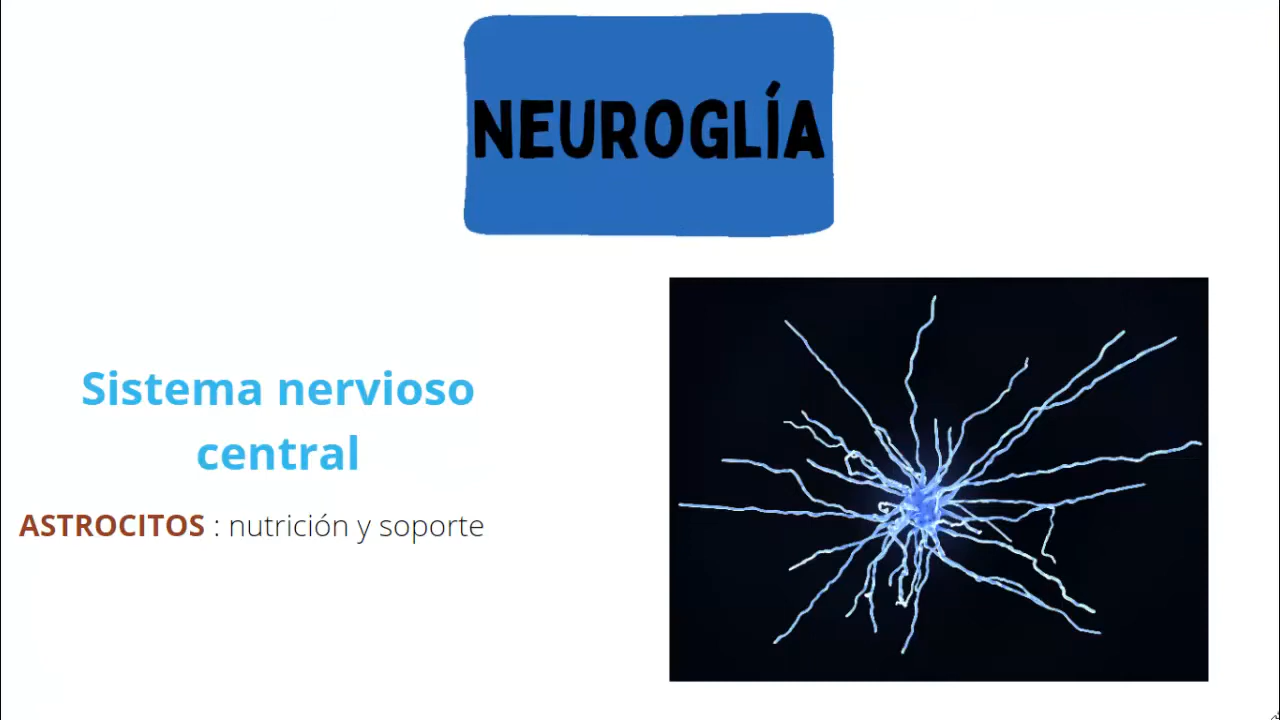 NEUROGLÍA
Sistema nervioso
central
ASTROCITOS : nutrición y soporte